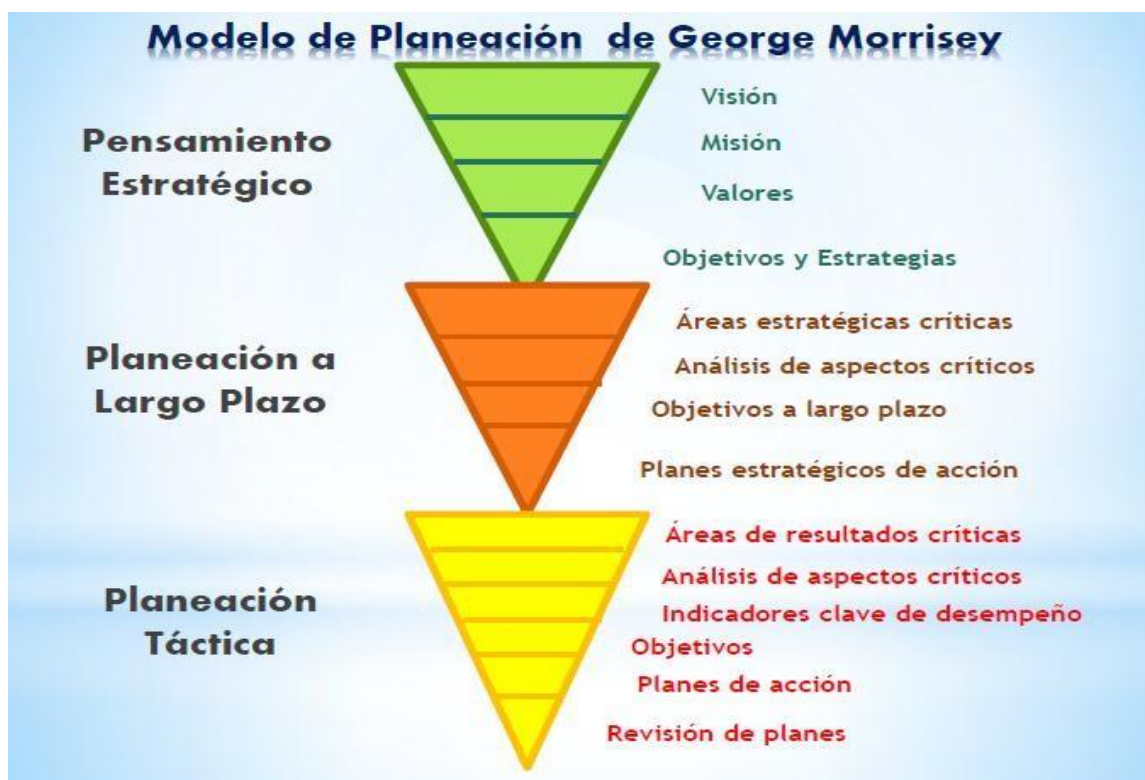 Modelo de Planeación de George Morrisey
Pensamiento
Estratégico
Visión
Misión
Valores
Objetivos y Estrategias
Planeación a
Largo Plazo
Áreas estratégicas críticas
Análisis de aspectos críticos
Objetivos a largo plazo
Planes estratégicos de acción
Planeación
Táctica
Áreas de resultados críticas
Análisis de aspectos críticos
Indicadores clave de desempeño
Objetivos
Planes de acción
Revisión de planes